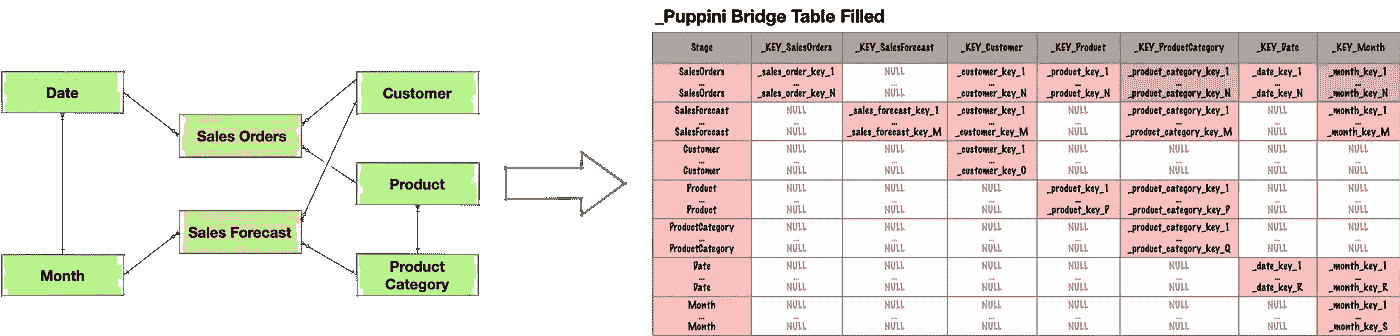 Date
Customer
Sales Orders
Product
Sales Forecast
Month
Product
Category
_Puppini Bridge Table Filled
Stage _KEY_SalesOrders _KEY_SalesForecast _KEY_Customer _KEY_Product _KEY_ProductCategory _KEY_Date _KEY_Month
SalesOrders _sales_order_key_1 NULL _customer_key_1 _product_key_1 _product_category_key_1 _date_key_1 _month_key_1
... ... ... ... ... ... ... ...
SalesOrders _sales_order_key_N NULL _customer_key_N _product_key_N _product_category_key_N _date_key_N _month_key_N
SalesForecast NULL _sales_forecast_key_1 _customer_key_1 NULL _product_category_key_1 NULL _month_key_1
... ... ... ... ... ... ... ...
SalesForecast NULL _sales_forecast_key_M _customer_key_M NULL _product_category_key_M NULL _month_key_M
Customer NULL NULL _customer_key_1 NULL NULL NULL NULL
... ... ... ... ... ... ... ...
Customer NULL NULL _customer_key_O NULL NULL NULL NULL
Product NULL NULL NULL _product_key_1 _product_category_key_1 NULL NULL
... ... ... ... ... ... ... ...
Product NULL NULL NULL _product_key_P _product_category_key_P NULL NULL
ProductCategory NULL NULL NULL NULL _product_category_key_1 NULL NULL
... ... ... ... ... ... ... ...
ProductCategory NULL NULL NULL NULL _product_category_key_Q NULL NULL
Date NULL NULL NULL NULL NULL _date_key_1 _month_key_1
... ... ... ... ... ... ... ...
Date NULL NULL NULL NULL NULL _date_key_R _month_key_R
Month NULL NULL NULL NULL NULL NULL _month_key_1
... ... ... ... ... ... ... ...
Month NULL NULL NULL NULL NULL NULL _month_key_S